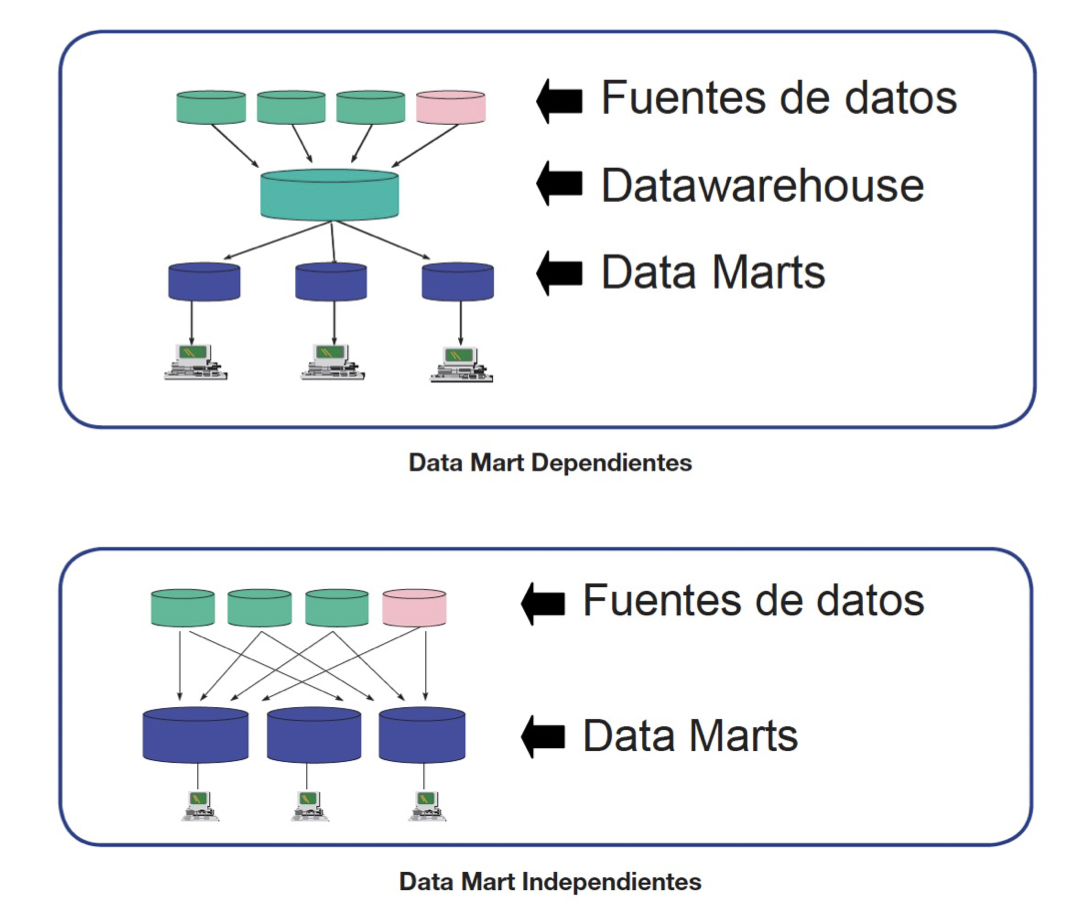 Fuentes de datos
Datawarehouse
Data Marts
Data Mart Dependientes
Fuentes de datos
Data Marts
Data Mart Independientes